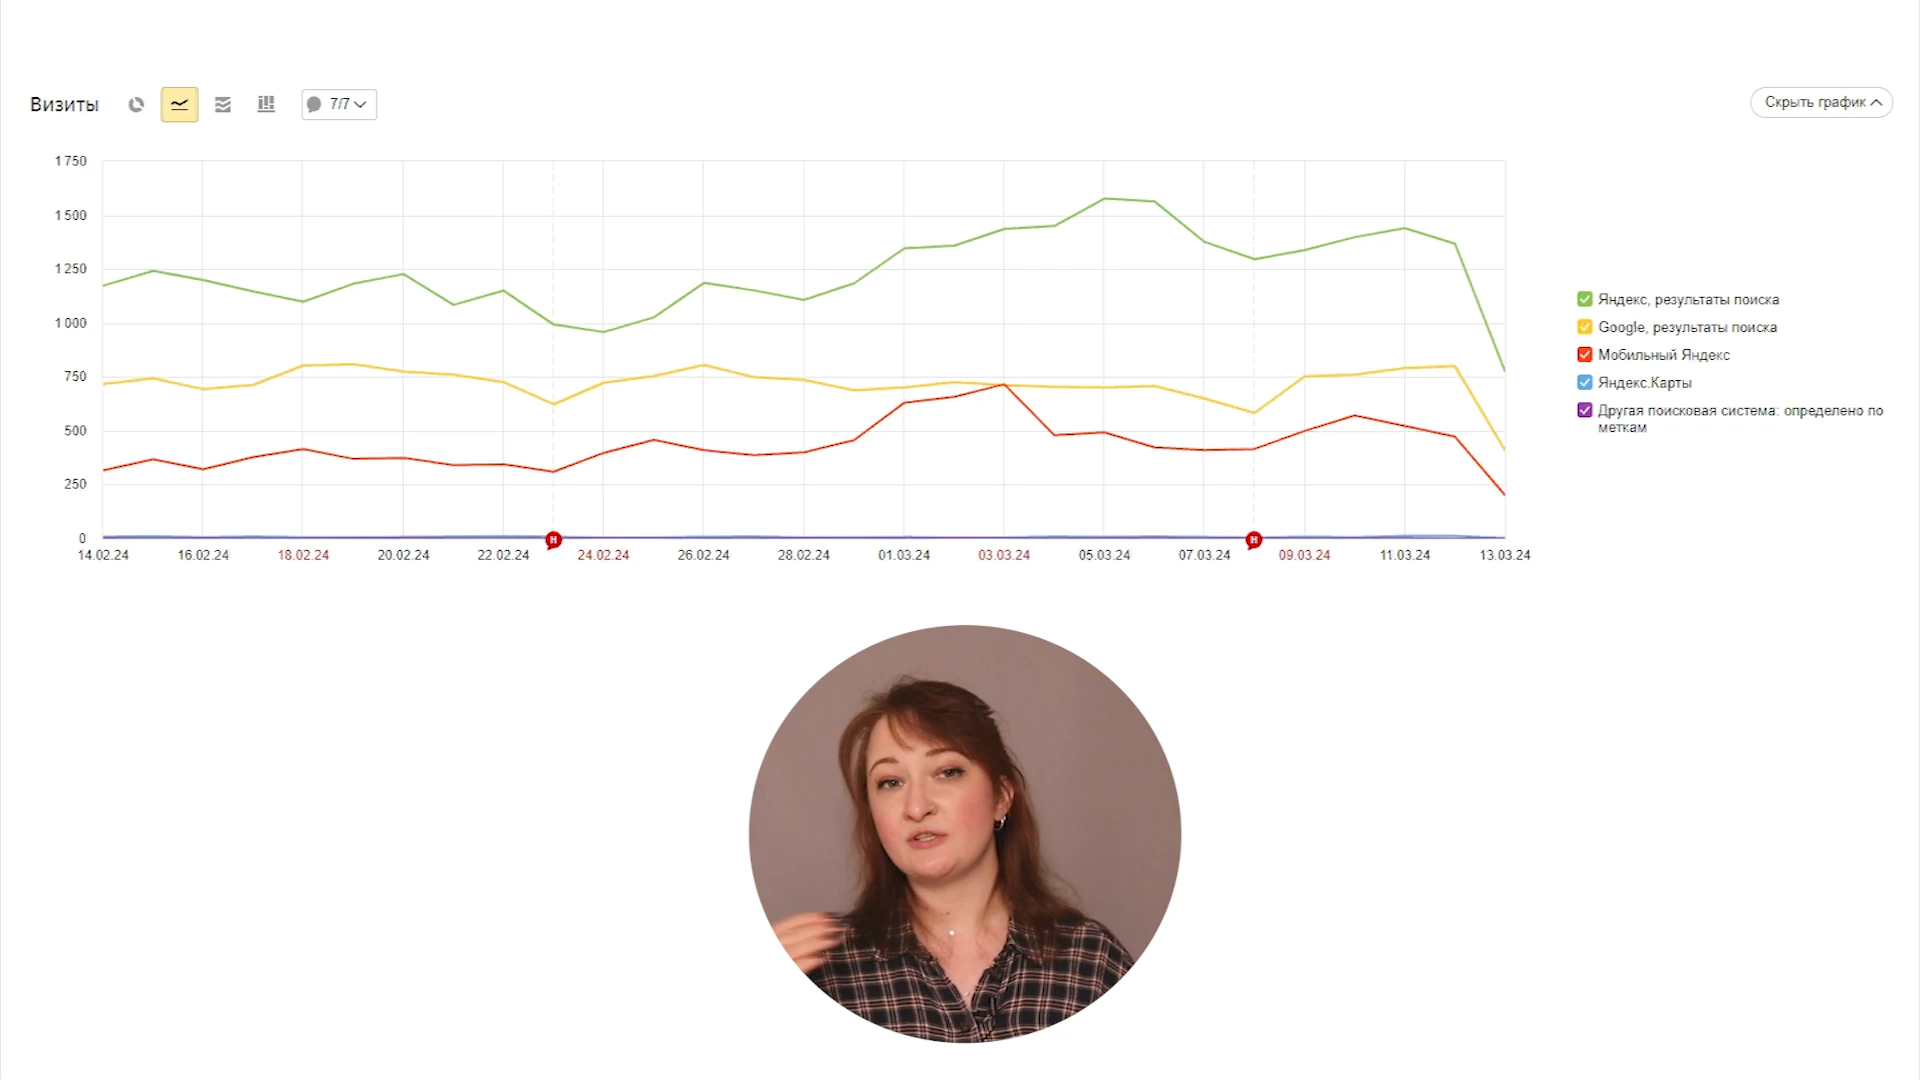 Визиты
7/7
Скрыть график
1 750
1 500
1 250
1 000
750
500
250
0
14.02.24 16.02.24 18.02.24 20.02.24 22.02.24 24.02.24 26.02.24 28.02.24 01.03.24 03.03.24 05.03.24 07.03.24 09.03.24 11.03.24 13.03.24
Н Н
Яндекс, результаты поиска
Google, результаты поиска
Мобильный Яндекс
Яндекс.Карты
Другая поисковая система: определено по
меткам